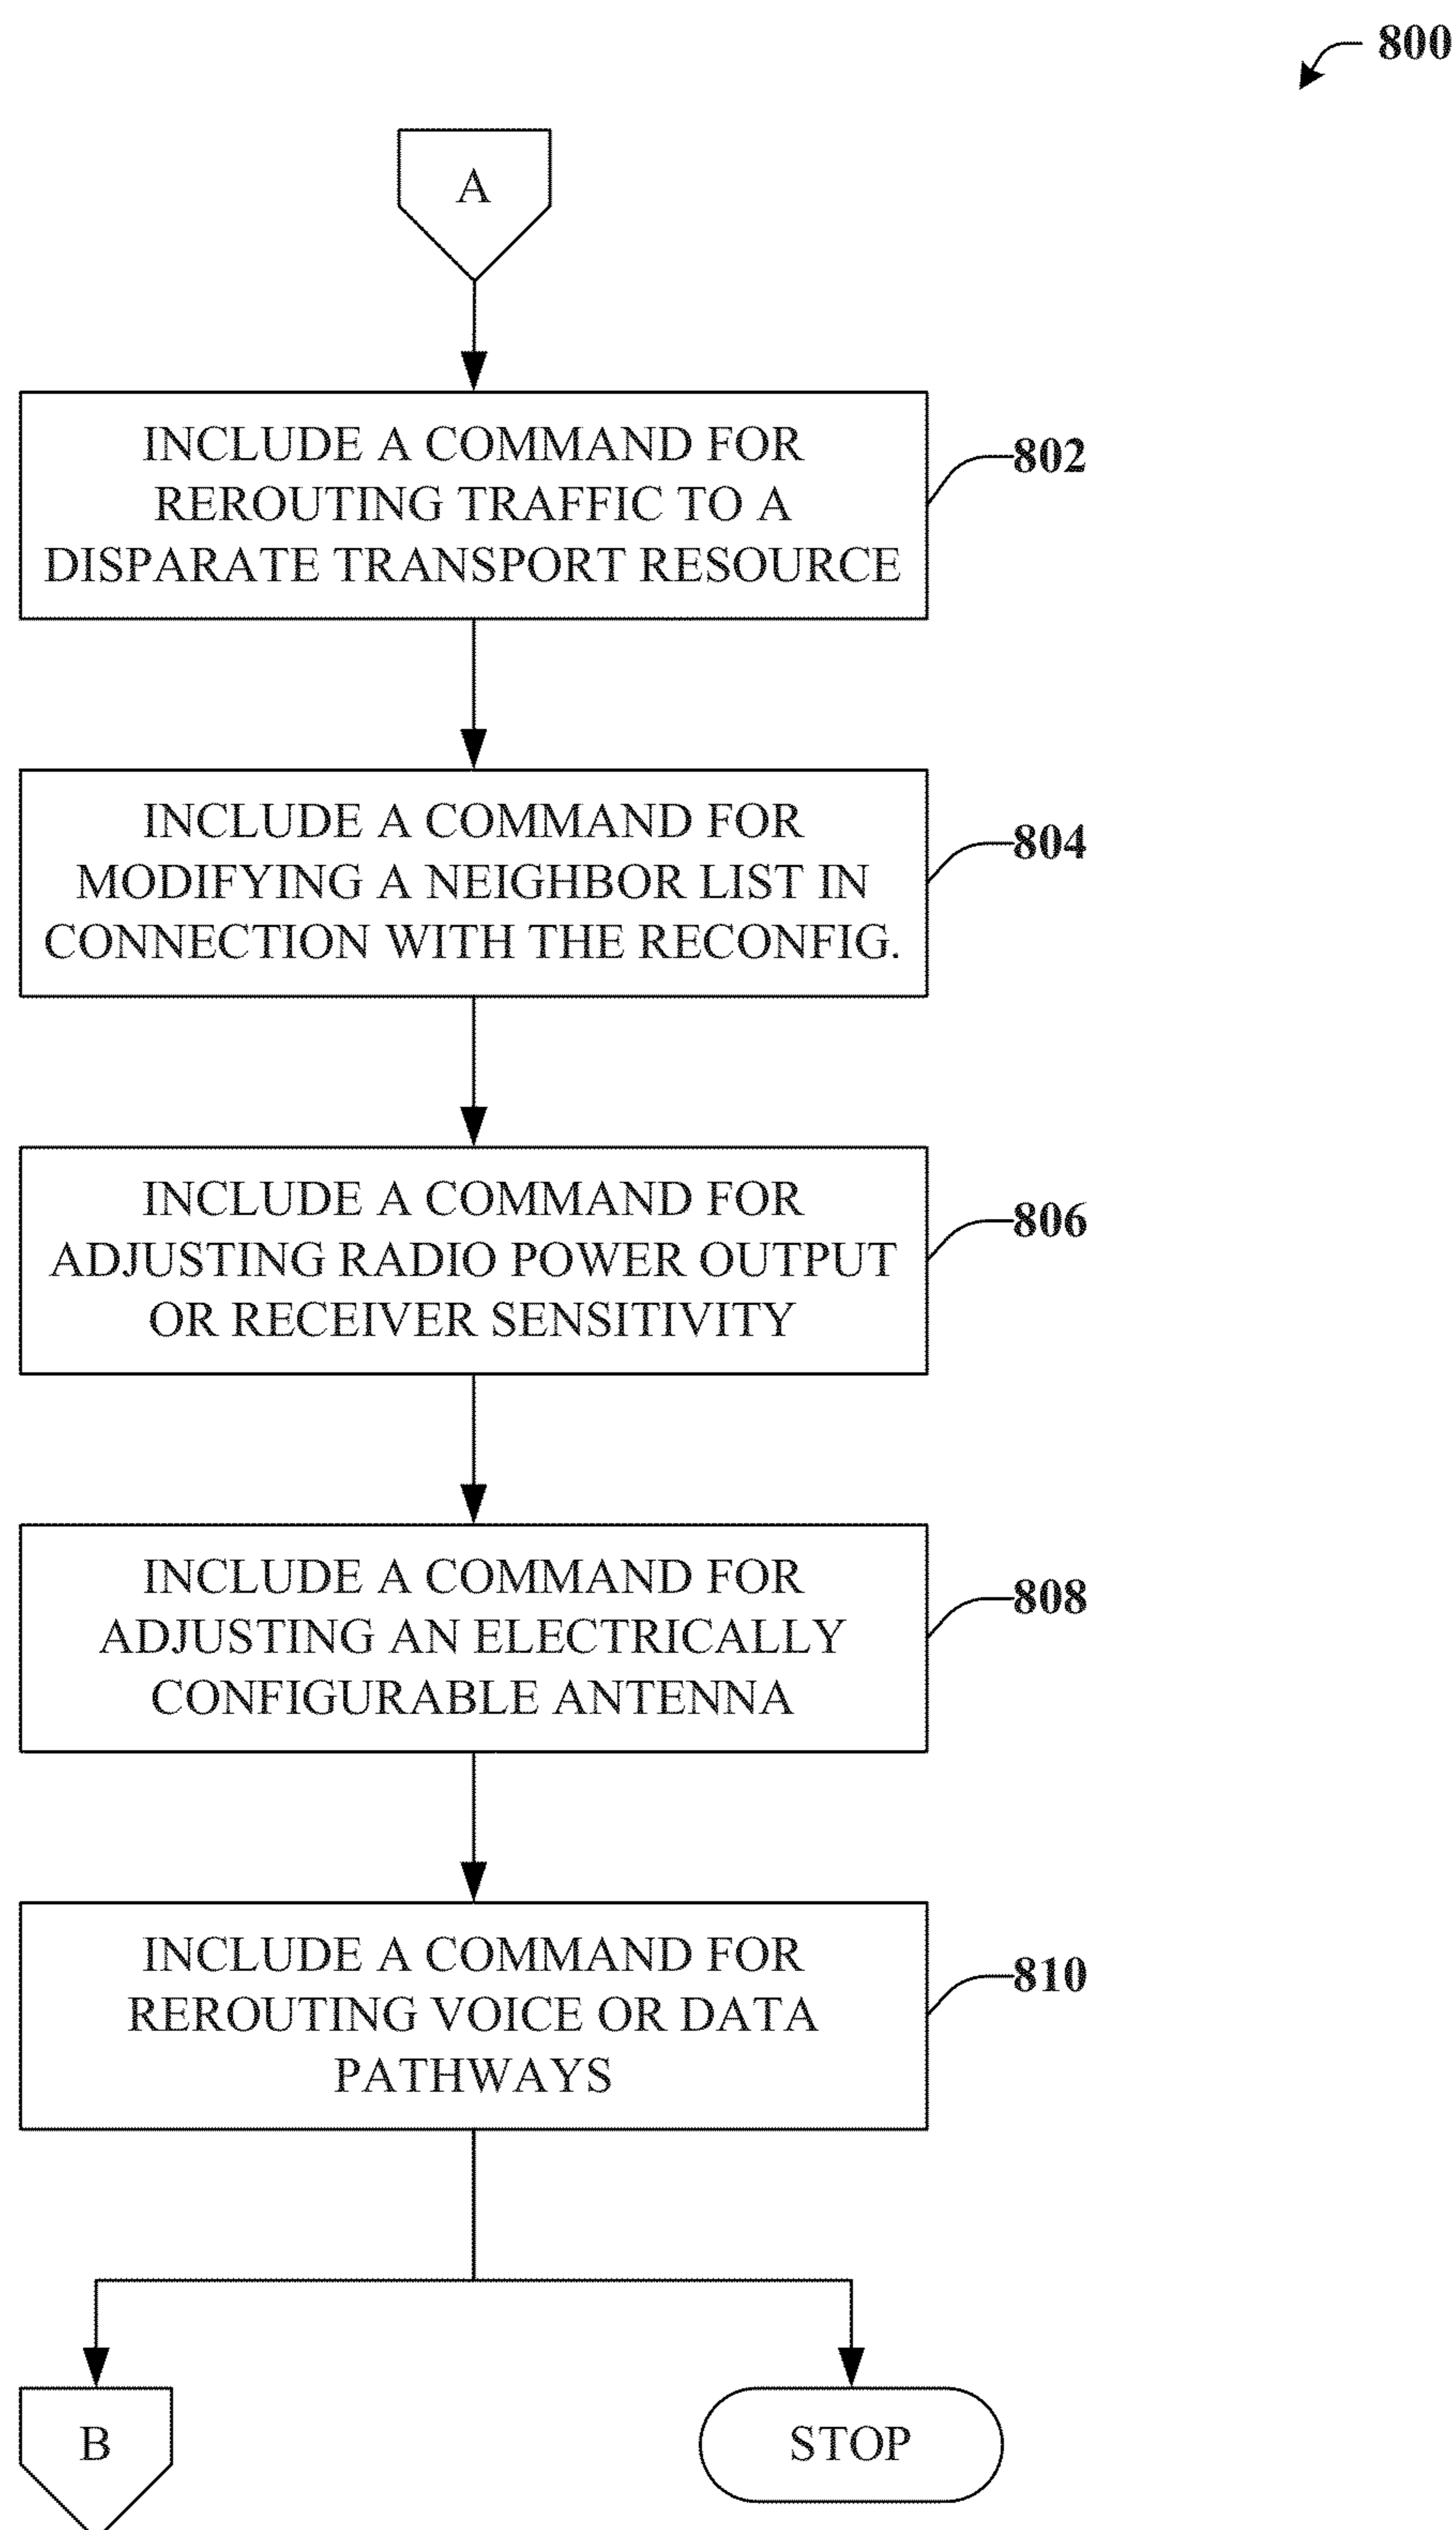 800
A
INCLUDE A COMMAND FOR
REROUTING TRAFFIC TO A
DISPARATE TRANSPORT RESOURCE
802
INCLUDE A COMMAND FOR
MODIFYING A NEIGHBOR LIST IN
CONNECTION WITH THE RECONFIG.
804
INCLUDE A COMMAND FOR
ADJUSTING RADIO POWER OUTPUT
OR RECEIVER SENSITIVITY
806
INCLUDE A COMMAND FOR
ADJUSTING AN ELECTRICALLY
CONFIGURABLE ANTENNA
808
INCLUDE A COMMAND FOR
REROUTING VOICE OR DATA
PATHWAYS
810
B
STOP